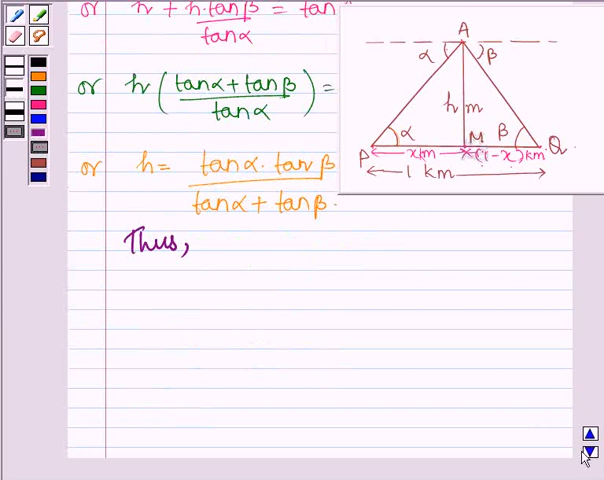 or h + h.tanβ/tanα = tan
or h (tanα + tanβ / tanα) =
or h = tanα . tanβ / tanα + tanβ .
Thus,
A
α β
h m
α M β
P x km (1-x) km Q
1 km